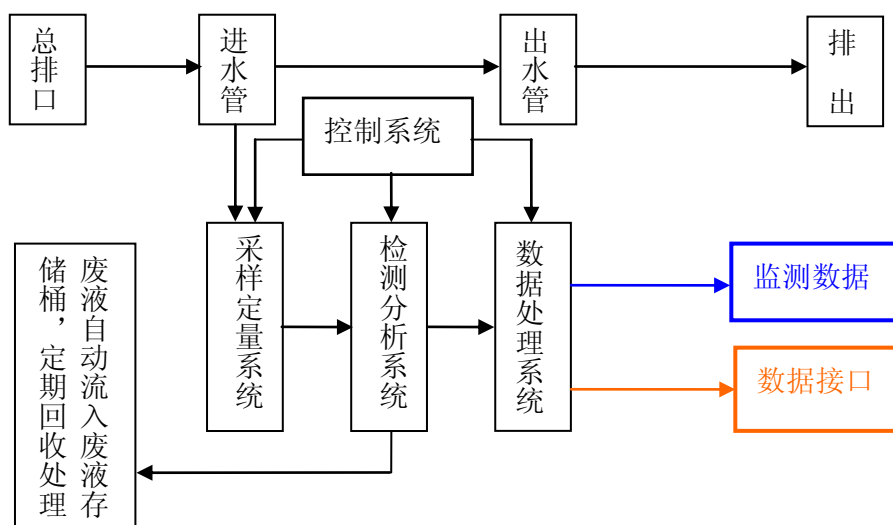 总排口
进水管
出水管
排出
控制系统
废液自动流入废液存
储桶，定期回收处理
采样定量系统
检测分析系统
数据处理系统
监测数据
数据接口